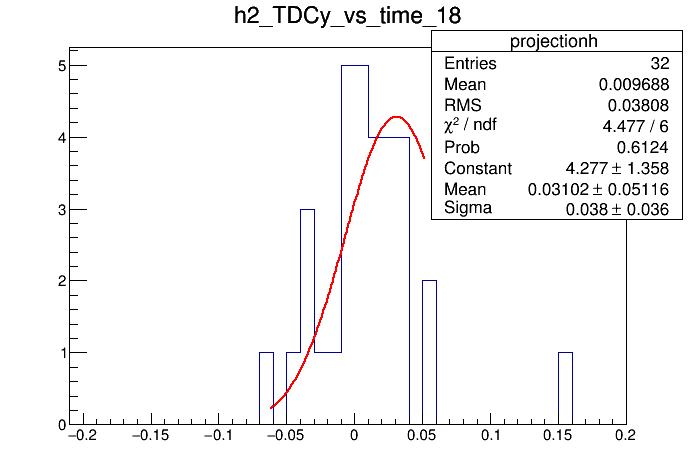 h2_TDCy_vs_time_18
projectionh
Entries 32
Mean 0.009688
RMS 0.03808
χ² / ndf 4.477 / 6
Prob 0.6124
Constant 4.277 ± 1.358
Mean 0.03102 ± 0.05116
Sigma 0.038 ± 0.036
5
4
3
2
1
0
−0.2 −0.15 −0.1 −0.05 0 0.05 0.1 0.15 0.2